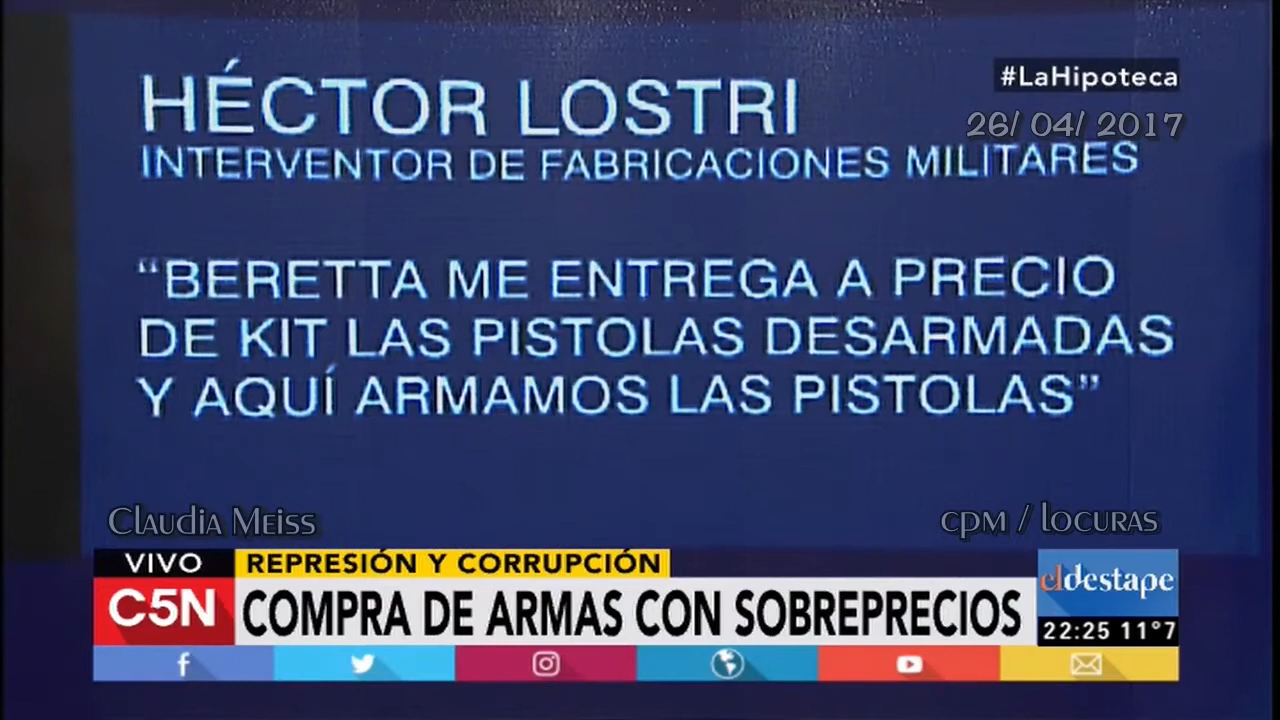 HÉCTOR LOSTRI
INTERVENTOR DE FABRICACIONES MILITARES
#LaHipoteca
26/ 04/ 2017
“BERETTA ME ENTREGA A PRECIO
DE KIT LAS PISTOLAS DESARMADAS
Y AQUÍ ARMAMOS LAS PISTOLAS”
Claudia Meiss
cpm / locuras
VIVO
REPRESIÓN Y CORRUPCIÓN
C5N
COMPRA DE ARMAS CON SOBREPRECIOS
eldestape
22:25 11°7